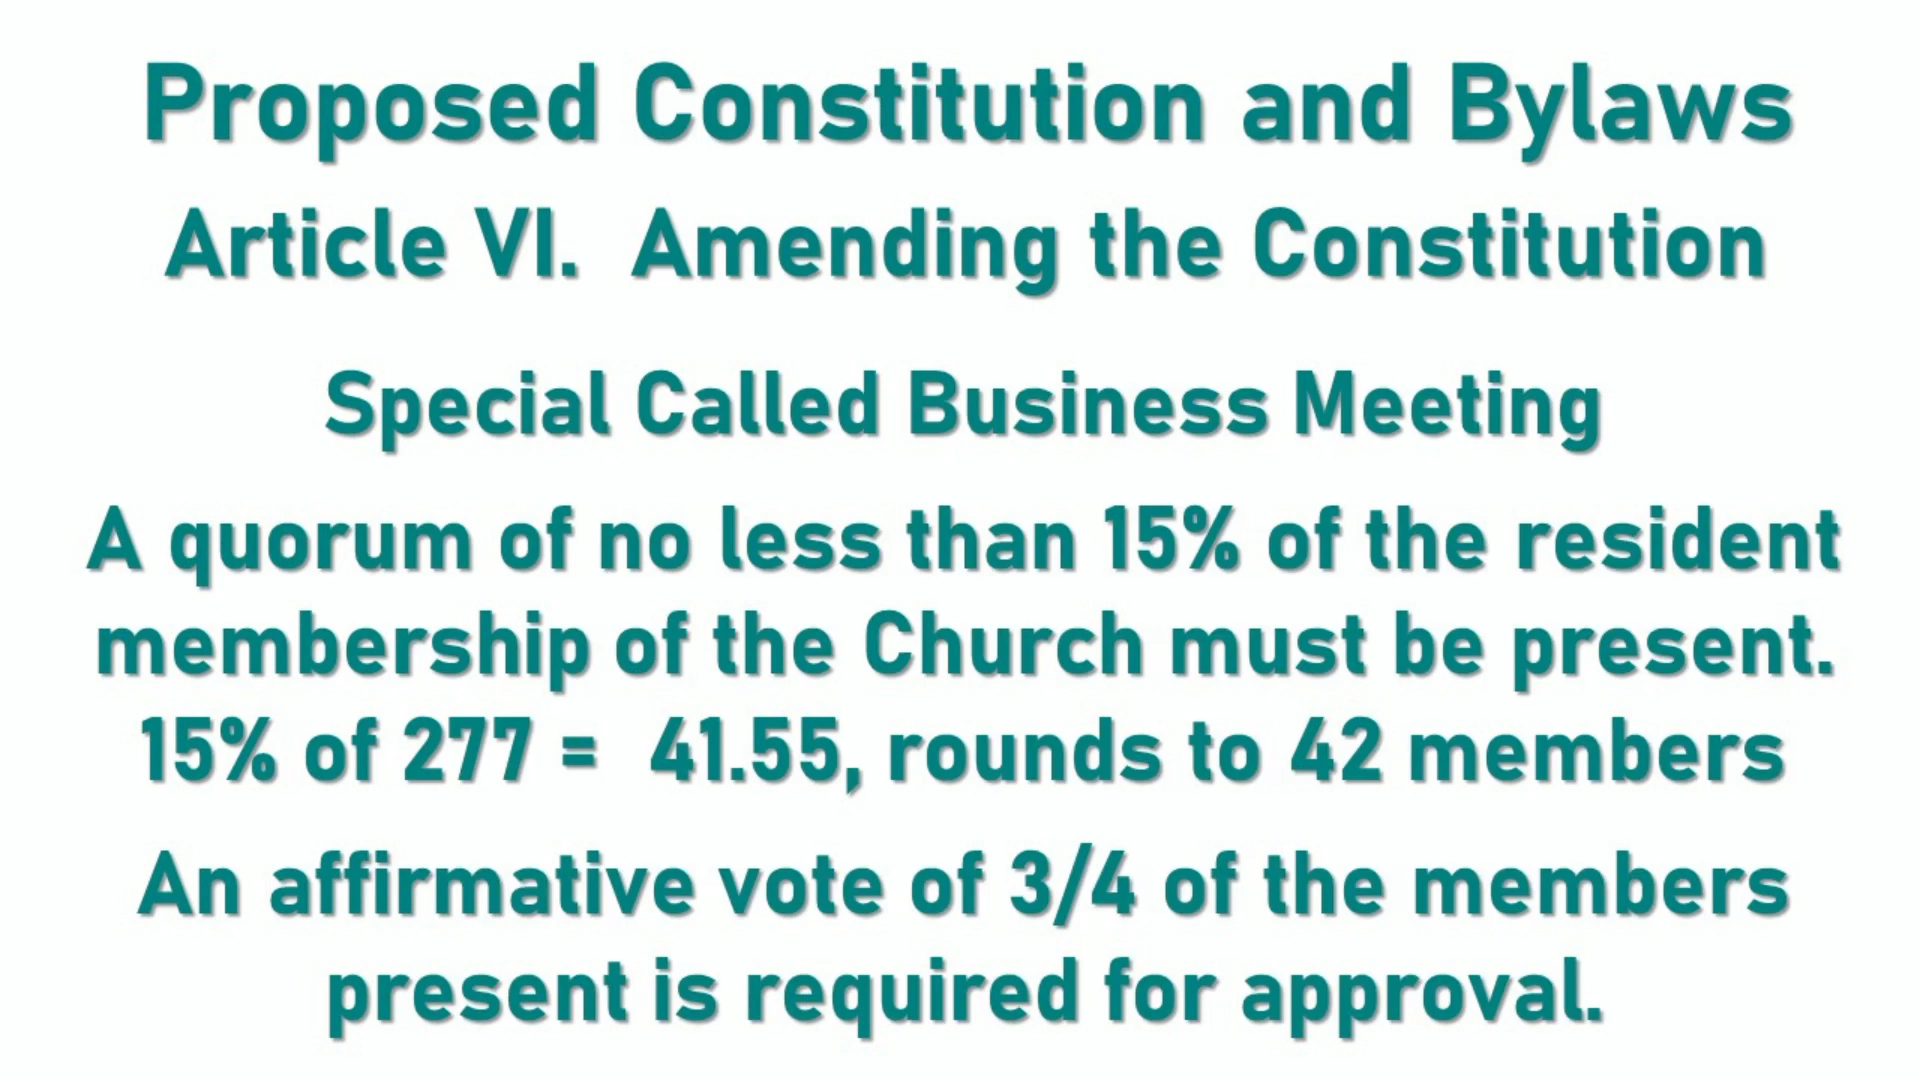 Proposed Constitution and Bylaws
Article VI.  Amending the Constitution
Special Called Business Meeting
A quorum of no less than 15% of the resident
membership of the Church must be present.
15% of 277 =  41.55, rounds to 42 members
An affirmative vote of 3/4 of the members
present is required for approval.